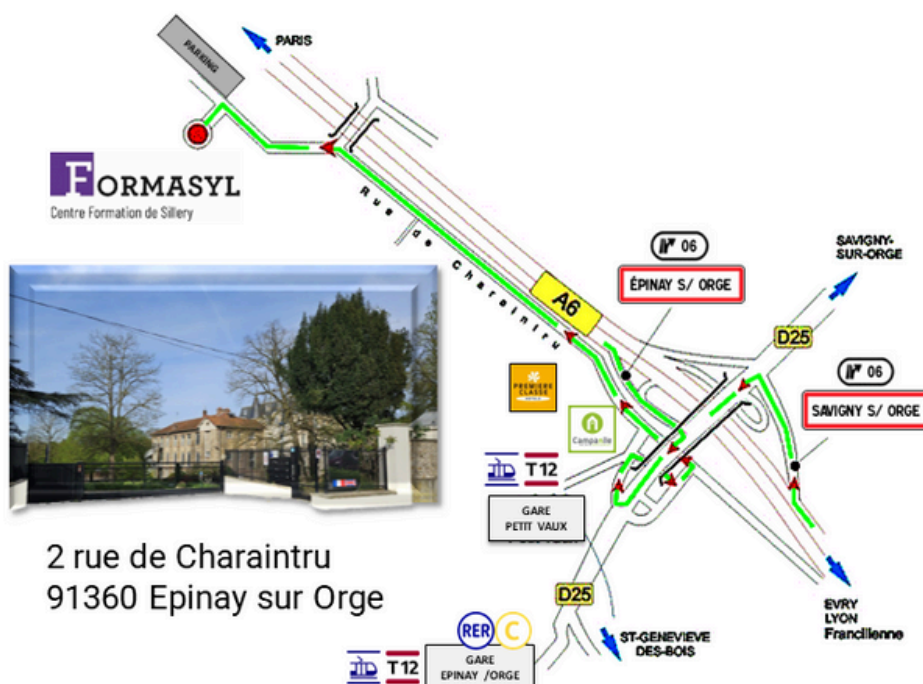 PARKING
PARIS
FORMASYL
Centre Formation de Sillery
Rue de Charaintru
06
ÉPINAY S/ ORGE
SAVIGNY-
SUR-ORGE
A6
D25
06
SAVIGNY S/ ORGE
PREMIERE
CLASSE
Campanile
T12
GARE
PETIT VAUX
2 rue de Charaintru
91360 Epinay sur Orge
D25
EVRY
LYON
Francilienne
RER C
ST-GENEVIEVE
DES-BOIS
T12
GARE
EPINAY /ORGE